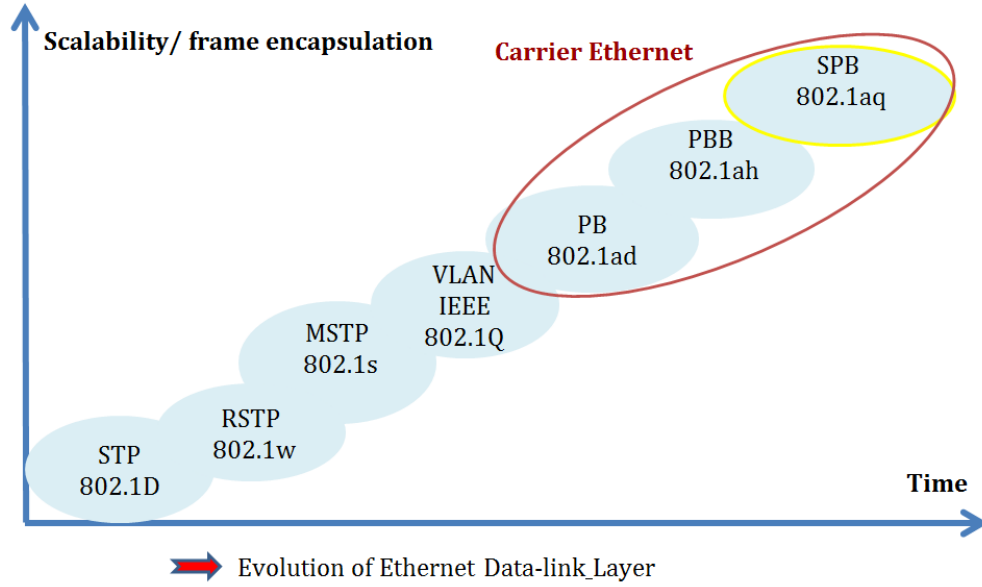 Scalability/ frame encapsulation
Carrier Ethernet
SPB
802.1aq
PBB
802.1ah
PB
802.1ad
VLAN
IEEE
802.1Q
MSTP
802.1s
RSTP
802.1w
STP
802.1D
Time
Evolution of Ethernet Data-link_Layer